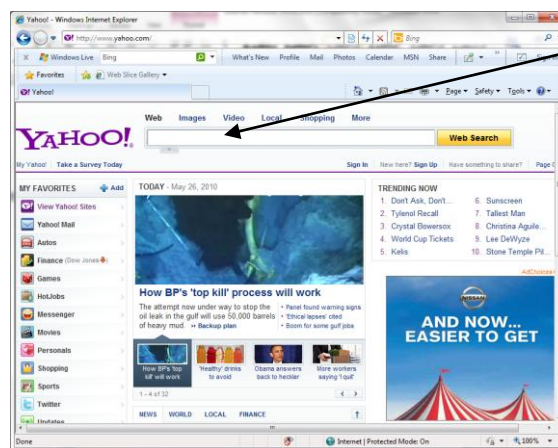 Yahoo! - Windows Internet Explorer
http://www.yahoo.com/
Bing
X Windows Live Bing What's New Profile Mail Photos Calendar MSN Share
Favorites Web Slice Gallery
Yahoo!
Page Safety Tools
Web Images Video Local Shopping More
YAHOO!
Web Search
My Yahoo! Take a Survey Today
Sign In New here? Sign Up Have something to share? Page
MY FAVORITES Add
View Yahoo! Sites
Yahoo! Mail
Autos
Finance (Dow Jones)
Games
HotJobs
Messenger
Movies
Personals
Shopping
Sports
Twitter
Updates
TODAY - May 26, 2010
How BP's 'top kill' process will work
The attempt now under way to stop the
oil leak in the gulf will use 50,000 barrels
of heavy mud. » Backup plan
• Panel found warning signs
• 'Ethical lapses' cited
• Boom for some gulf jobs
How BP's 'top
kill' will work
'Healthy' drinks
to avoid
Obama answers
back to heckler
More workers
saying 'I quit'
1 - 4 of 32
NEWS WORLD LOCAL FINANCE
TRENDING NOW
1. Don't Ask, Don't...
2. Tylenol Recall
3. Crystal Bowersox
4. World Cup Tickets
5. Kelis
6. Sunscreen
7. Tallest Man
8. Christina Aguile...
9. Lee DeWyze
10. Stone Temple Pil...
AdChoices
NISSAN
AND NOW...
EASIER TO GET
Done
Internet | Protected Mode: On
100%